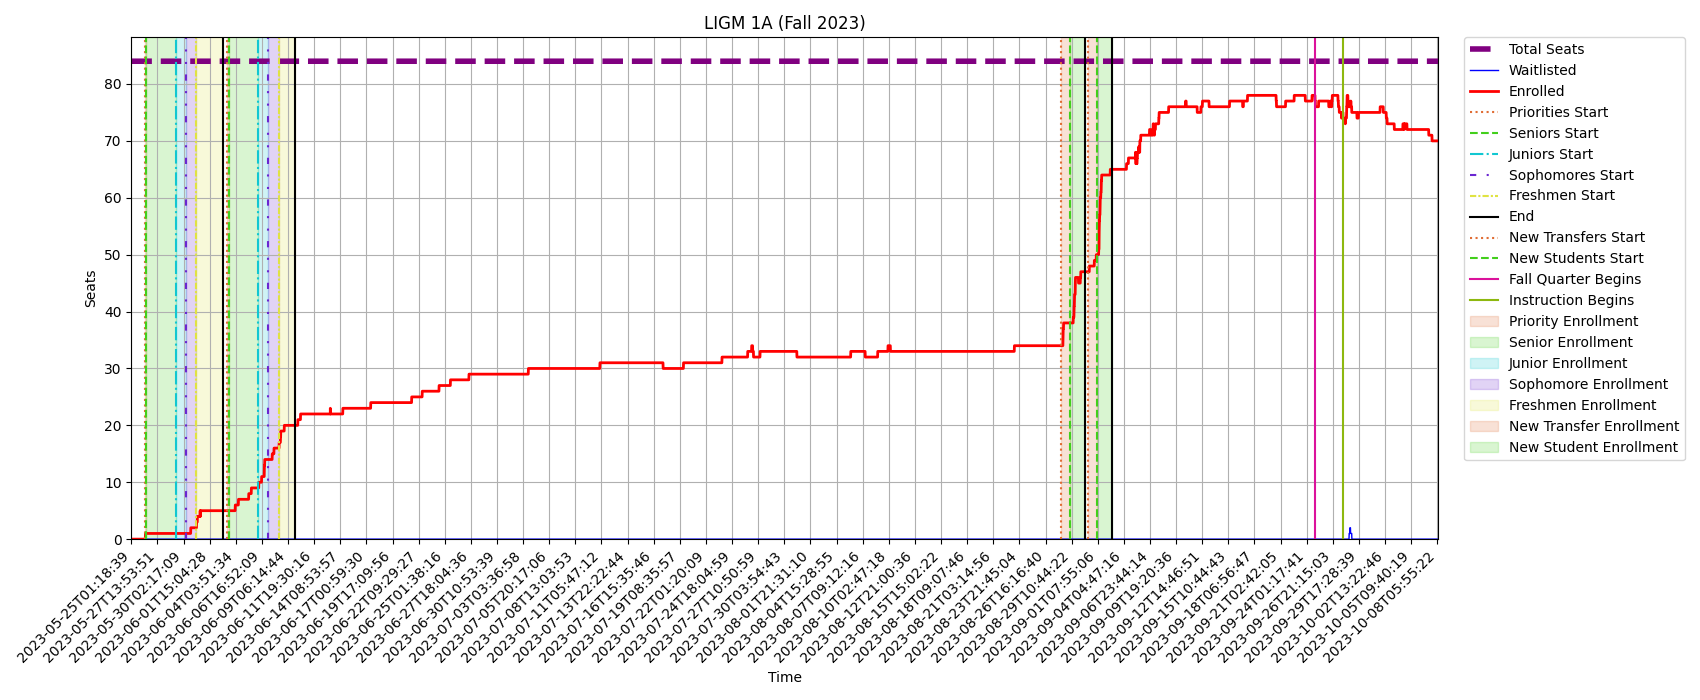 LIGM 1A (Fall 2023)
Seats
80
70
60
50
40
30
20
10
0
2023-05-25T01:18:39
2023-05-27T13:53:51
2023-05-30T02:17:09
2023-06-01T15:04:28
2023-06-04T03:51:34
2023-06-06T16:52:09
2023-06-09T06:14:44
2023-06-11T19:30:16
2023-06-14T08:53:57
2023-06-17T00:59:30
2023-06-19T17:09:56
2023-06-22T09:29:27
2023-06-25T01:38:16
2023-06-27T18:04:36
2023-06-30T10:53:39
2023-07-03T03:36:58
2023-07-05T20:17:06
2023-07-08T13:03:53
2023-07-11T05:47:12
2023-07-13T22:22:44
2023-07-16T15:35:46
2023-07-19T08:35:57
2023-07-22T01:20:09
2023-07-24T18:04:59
2023-07-27T10:50:59
2023-07-30T03:54:43
2023-08-01T21:31:10
2023-08-04T15:28:55
2023-08-07T09:12:16
2023-08-10T02:47:18
2023-08-12T21:00:36
2023-08-15T15:02:22
2023-08-18T09:07:46
2023-08-21T03:14:56
2023-08-23T21:45:04
2023-08-26T16:16:40
2023-08-29T10:44:22
2023-09-01T07:55:06
2023-09-04T04:47:16
2023-09-06T23:44:14
2023-09-09T19:20:36
2023-09-12T14:46:51
2023-09-15T10:44:43
2023-09-18T06:56:47
2023-09-21T02:42:05
2023-09-24T01:17:41
2023-09-26T21:15:03
2023-09-29T17:28:39
2023-10-02T13:22:46
2023-10-05T09:40:19
2023-10-08T05:55:22
Time
Total Seats
Waitlisted
Enrolled
Priorities Start
Seniors Start
Juniors Start
Sophomores Start
Freshmen Start
End
New Transfers Start
New Students Start
Fall Quarter Begins
Instruction Begins
Priority Enrollment
Senior Enrollment
Junior Enrollment
Sophomore Enrollment
Freshmen Enrollment
New Transfer Enrollment
New Student Enrollment